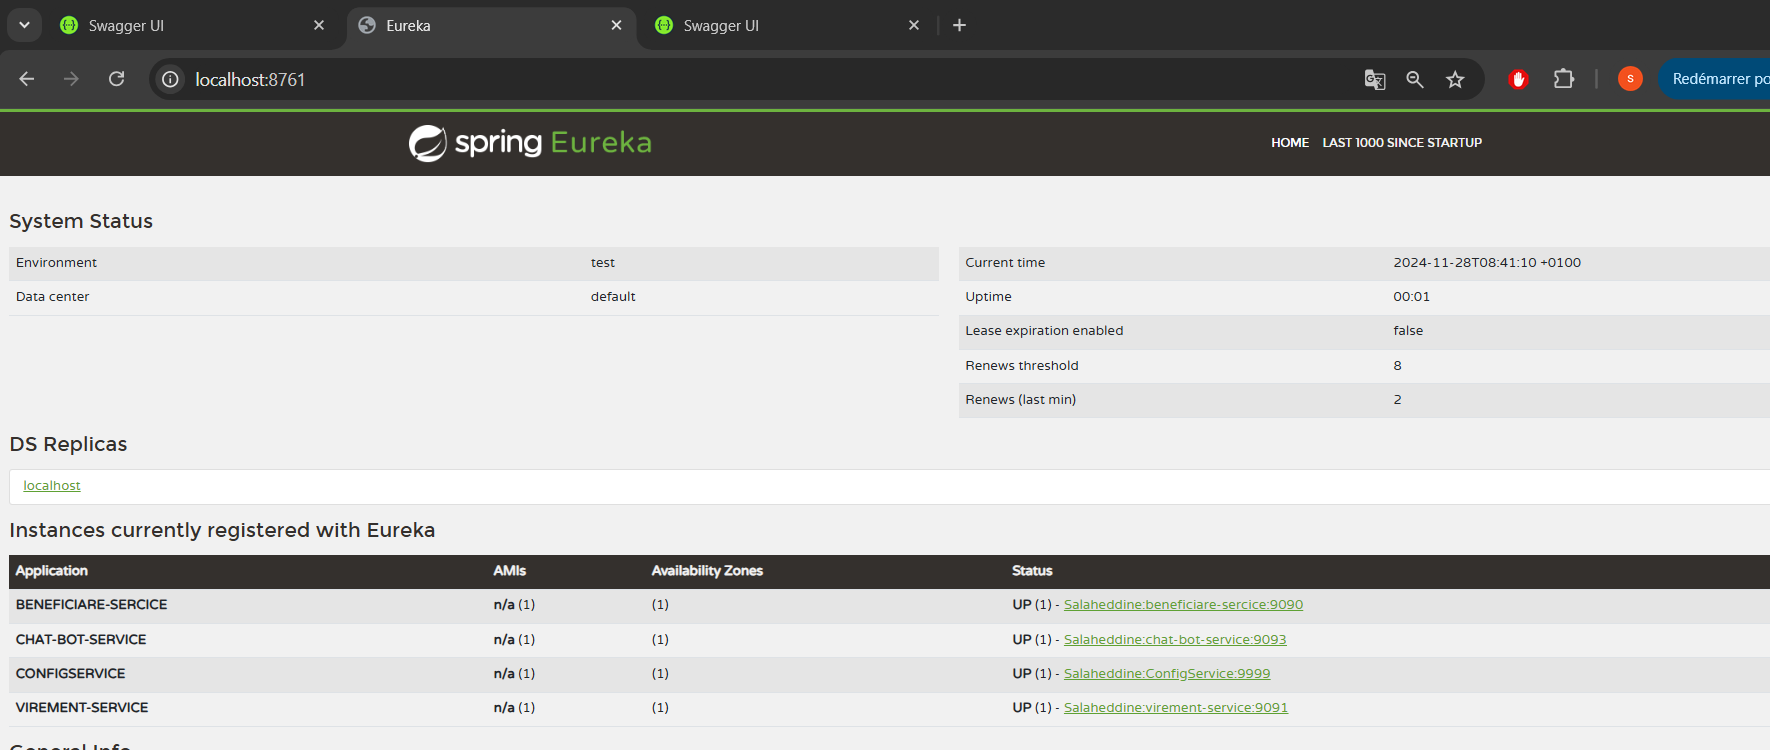 Swagger UI
Eureka
Swagger UI
localhost:8761
S
Redémarrer po
spring Eureka
HOME LAST 1000 SINCE STARTUP
System Status
Environment test
Data center default
Current time 2024-11-28T08:41:10 +0100
Uptime 00:01
Lease expiration enabled false
Renews threshold 8
Renews (last min) 2
DS Replicas
localhost
Instances currently registered with Eureka
Application AMIs Availability Zones Status
BENEFICIARE-SERCICE n/a (1) (1) UP (1) - Salaheddine:beneficiare-sercice:9090
CHAT-BOT-SERVICE n/a (1) (1) UP (1) - Salaheddine:chat-bot-service:9093
CONFIGSERVICE n/a (1) (1) UP (1) - Salaheddine:ConfigService:9999
VIREMENT-SERVICE n/a (1) (1) UP (1) - Salaheddine:virement-service:9091
General Info